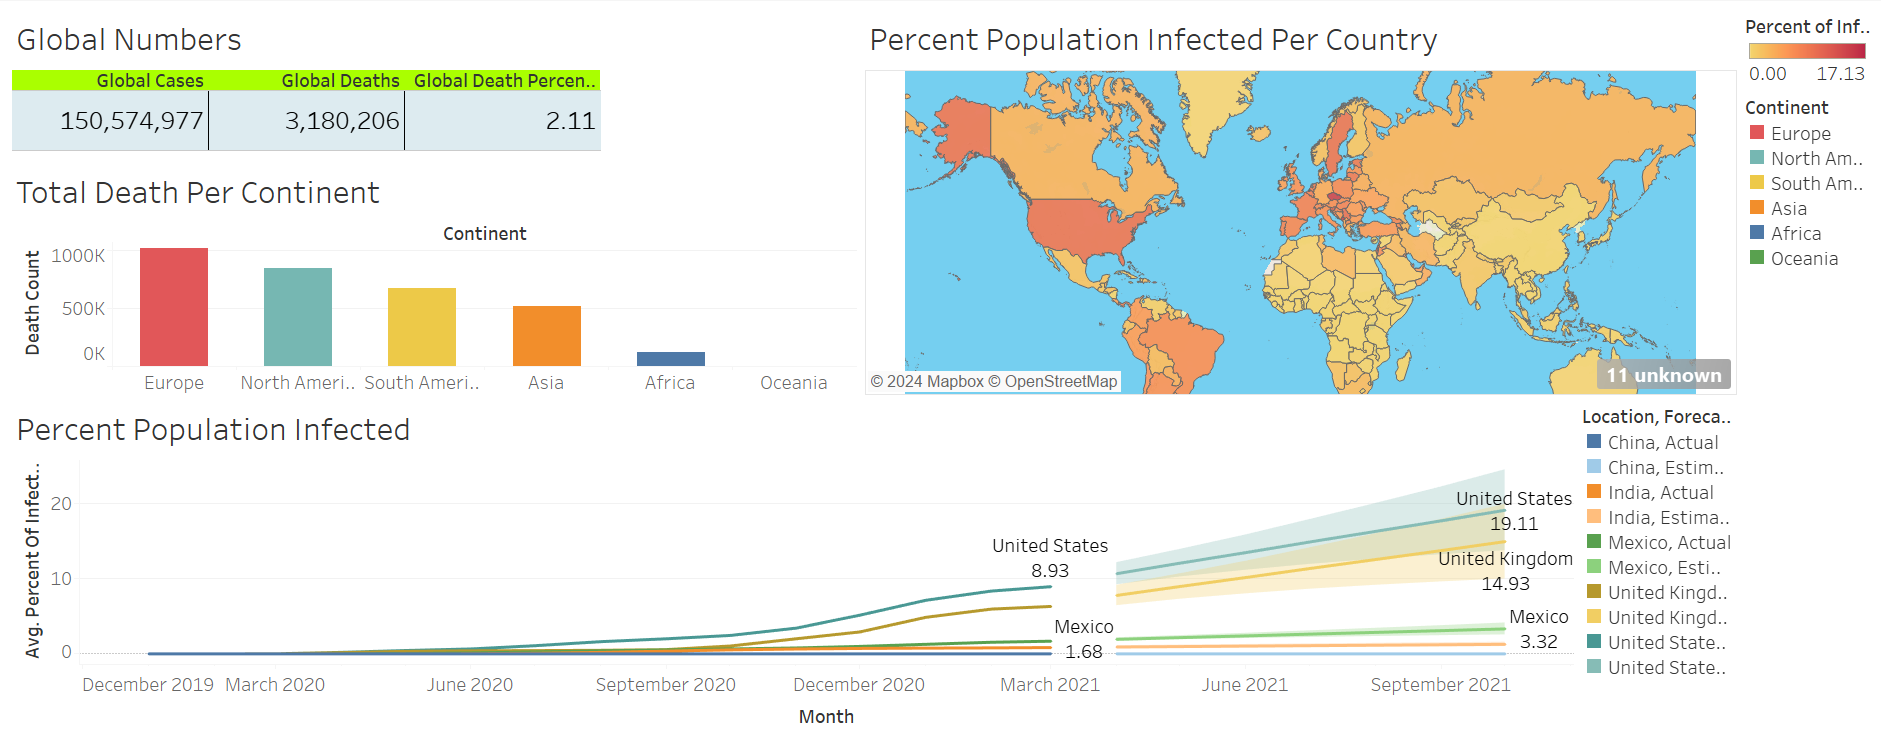 Global Numbers
Global Cases Global Deaths Global Death Percen..
150,574,977 3,180,206 2.11
Total Death Per Continent
Continent
Death Count
1000K
500K
0K
Europe North Ameri.. South Ameri.. Asia Africa Oceania
Percent Population Infected Per Country
© 2024 Mapbox © OpenStreetMap
11 unknown
Percent of Inf..
0.00 17.13
Continent
Europe
North Am..
South Am..
Asia
Africa
Oceania
Percent Population Infected
Avg. Percent Of Infect..
20
10
0
United States
8.93
Mexico
1.68
United States
19.11
United Kingdom
14.93
Mexico
3.32
December 2019 March 2020 June 2020 September 2020 December 2020 March 2021 June 2021 September 2021
Month
Location, Foreca..
China, Actual
China, Estim..
India, Actual
India, Estima..
Mexico, Actual
Mexico, Esti..
United Kingd..
United Kingd..
United State..
United State..